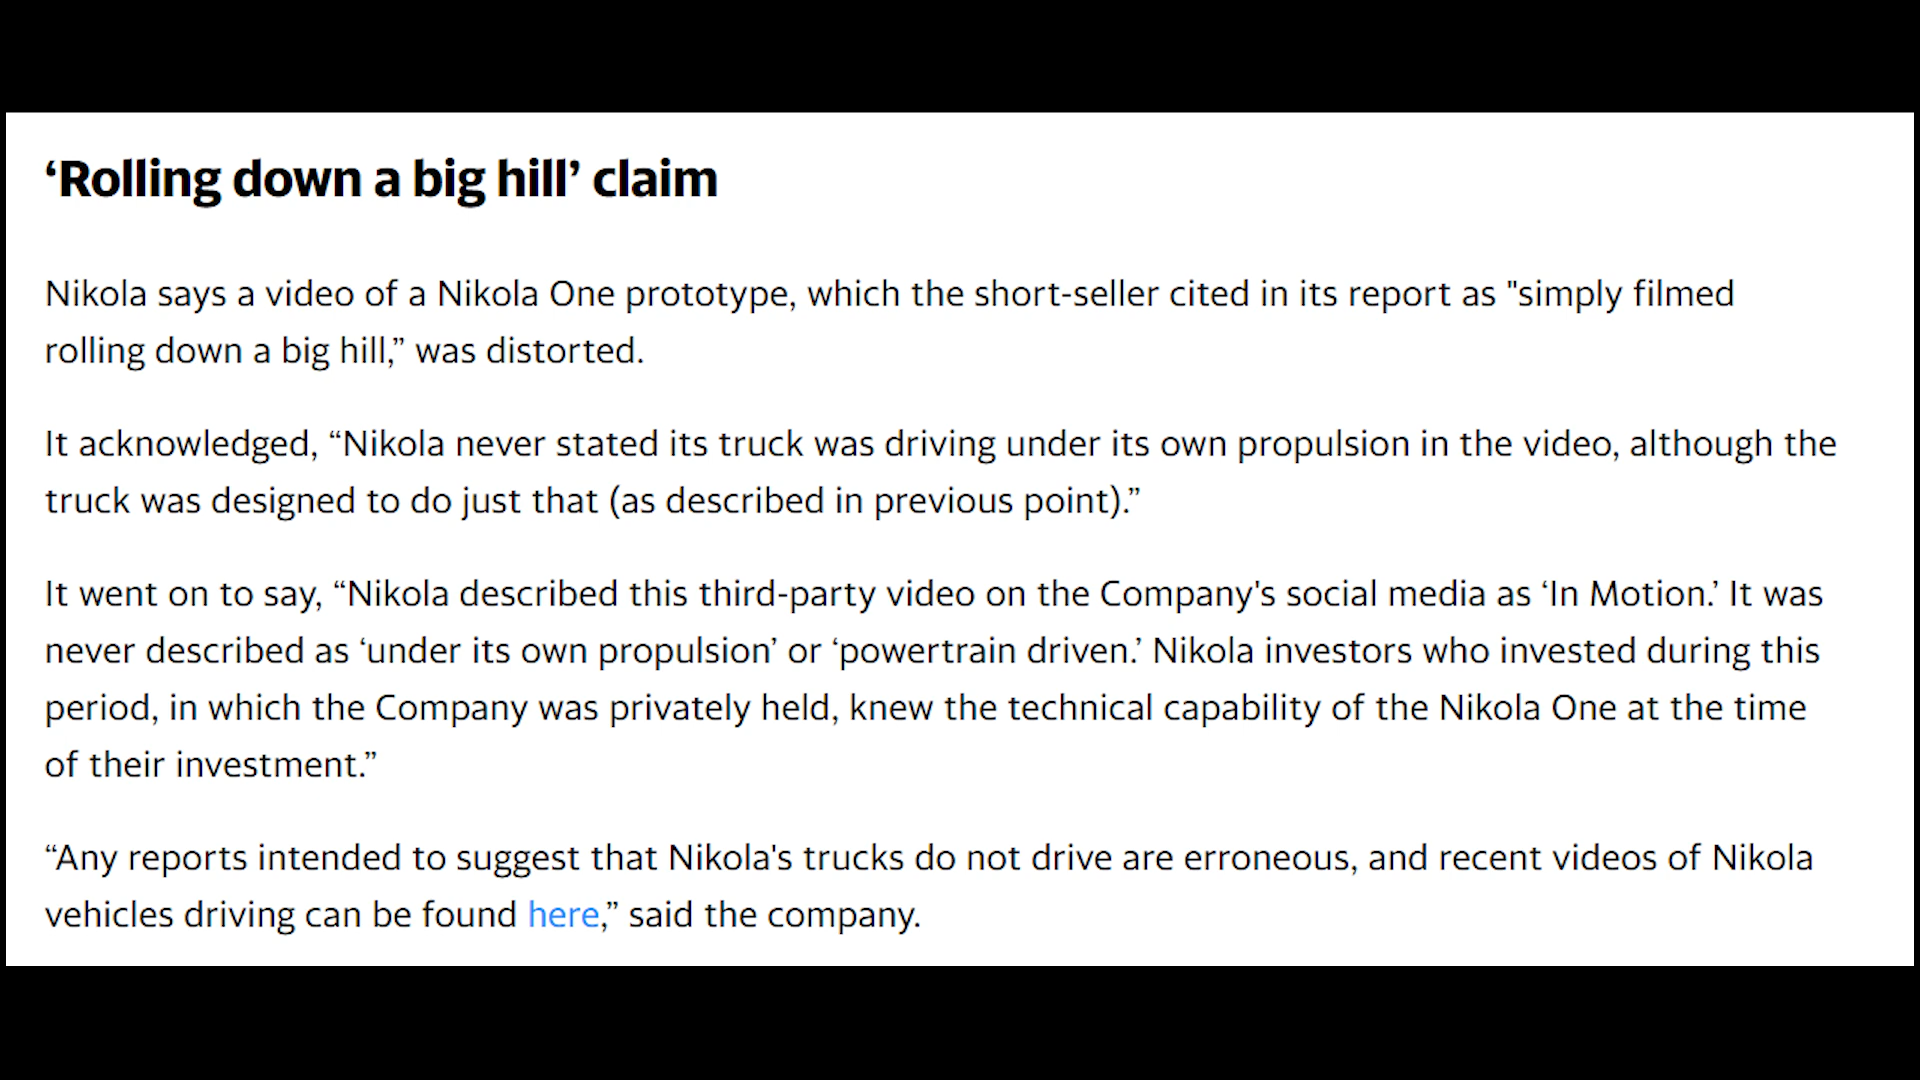 ‘Rolling down a big hill’ claim
Nikola says a video of a Nikola One prototype, which the short-seller cited in its report as "simply filmed
rolling down a big hill,” was distorted.
It acknowledged, “Nikola never stated its truck was driving under its own propulsion in the video, although the
truck was designed to do just that (as described in previous point).”
It went on to say, “Nikola described this third-party video on the Company's social media as ‘In Motion.’ It was
never described as ‘under its own propulsion’ or ‘powertrain driven.’ Nikola investors who invested during this
period, in which the Company was privately held, knew the technical capability of the Nikola One at the time
of their investment.”
“Any reports intended to suggest that Nikola's trucks do not drive are erroneous, and recent videos of Nikola
vehicles driving can be found here,” said the company.